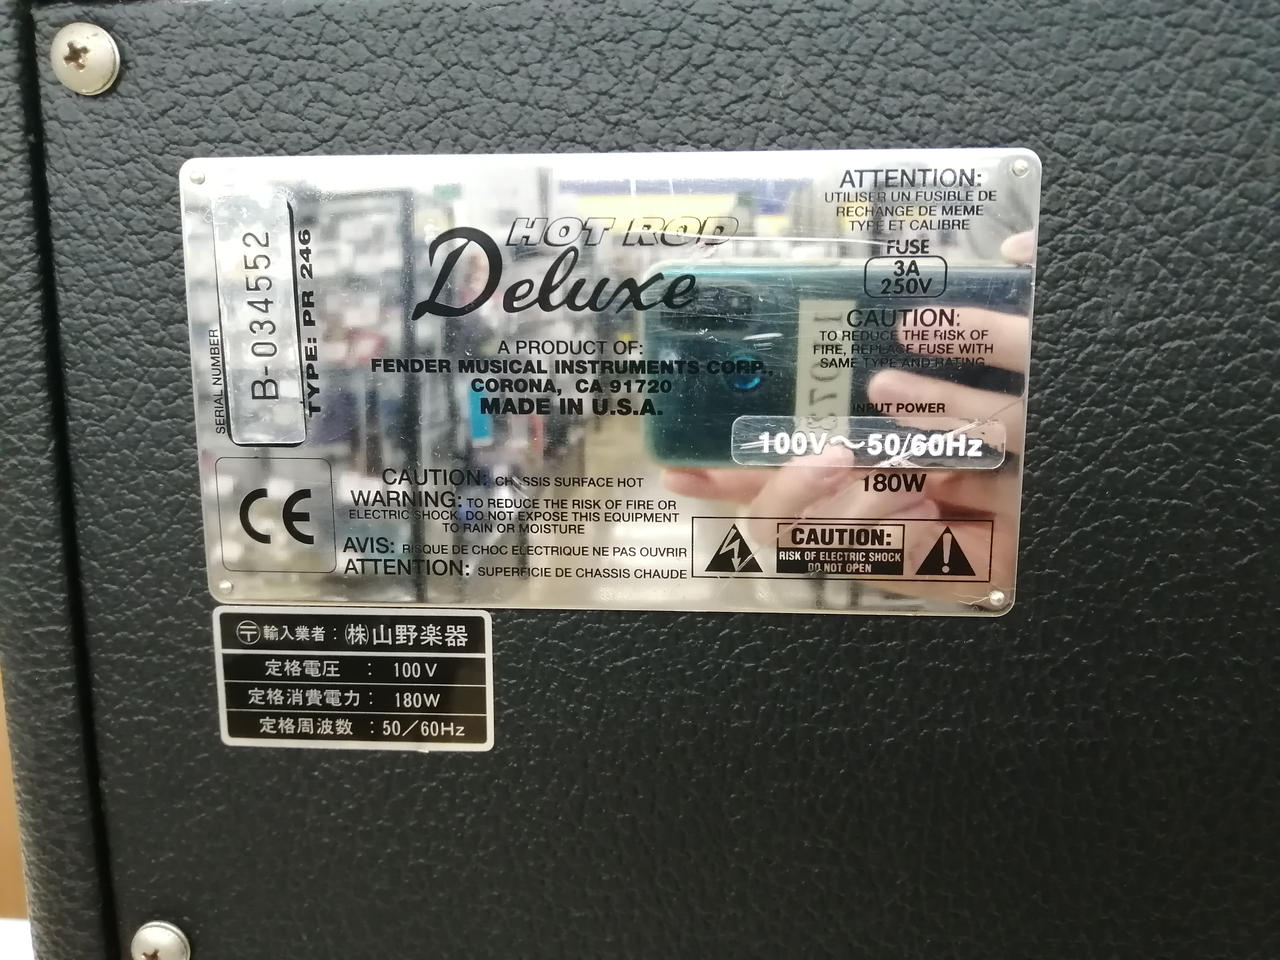 SERIAL NUMBER
B-034552
TYPE: PR 246
HOT ROD
Deluxe
A PRODUCT OF:
FENDER MUSICAL INSTRUMENTS CORP.,
CORONA, CA 91720
MADE IN U.S.A.
ATTENTION:
UTILISER UN FUSIBLE DE
RECHANGE DE MEME
TYPE ET CALIBRE
FUSE
3A
250V
CAUTION:
TO REDUCE THE RISK OF
FIRE, REPLACE FUSE WITH
SAME TYPE AND RATING
INPUT POWER
100V～50/60Hz
180W
CE
CAUTION: CHASSIS SURFACE HOT
WARNING: TO REDUCE THE RISK OF FIRE OR
ELECTRIC SHOCK, DO NOT EXPOSE THIS EQUIPMENT
TO RAIN OR MOISTURE
AVIS: RISQUE DE CHOC ELECTRIQUE NE PAS OUVRIR
ATTENTION: SUPERFICIE DE CHASSIS CHAUDE
CAUTION:
RISK OF ELECTRIC SHOCK
DO NOT OPEN
〒輸入業者：㈱山野楽器
定格電圧 : 100V
定格消費電力 : 180W
定格周波数 : 50／60Hz